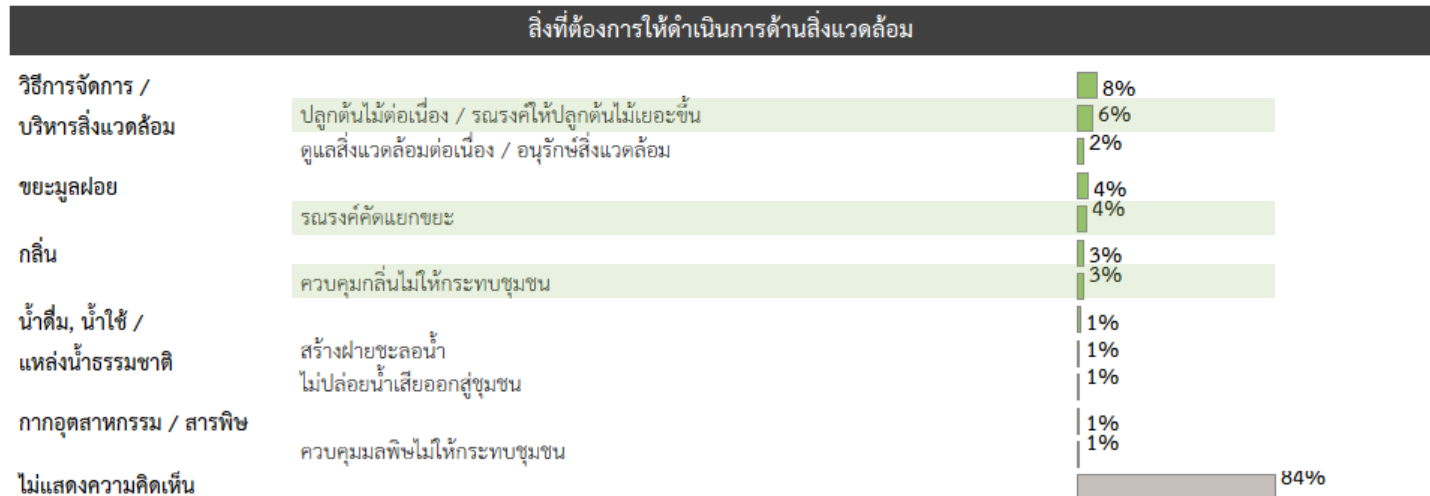 สิ่งที่ต้องการให้ดำเนินการด้านสิ่งแวดล้อม
วิธีการจัดการ /
8%
ปลูกต้นไม้ต่อเนื่อง / รณรงค์ให้ปลูกต้นไม้เยอะขึ้น
6%
บริหารสิ่งแวดล้อม
ดูแลสิ่งแวดล้อมต่อเนื่อง / อนุรักษ์สิ่งแวดล้อม
2%
ขยะมูลฝอย
4%
รณรงค์คัดแยกขยะ
4%
กลิ่น
3%
ควบคุมกลิ่นไม่ให้กระทบชุมชน
3%
น้ำดื่ม, น้ำใช้ /
1%
แหล่งน้ำธรรมชาติ
สร้างฝายชะลอน้ำ
1%
ไม่ปล่อยน้ำเสียออกสู่ชุมชน
1%
กากอุตสาหกรรม / สารพิษ
1%
ควบคุมมลพิษไม่ให้กระทบชุมชน
1%
ไม่แสดงความคิดเห็น
84%